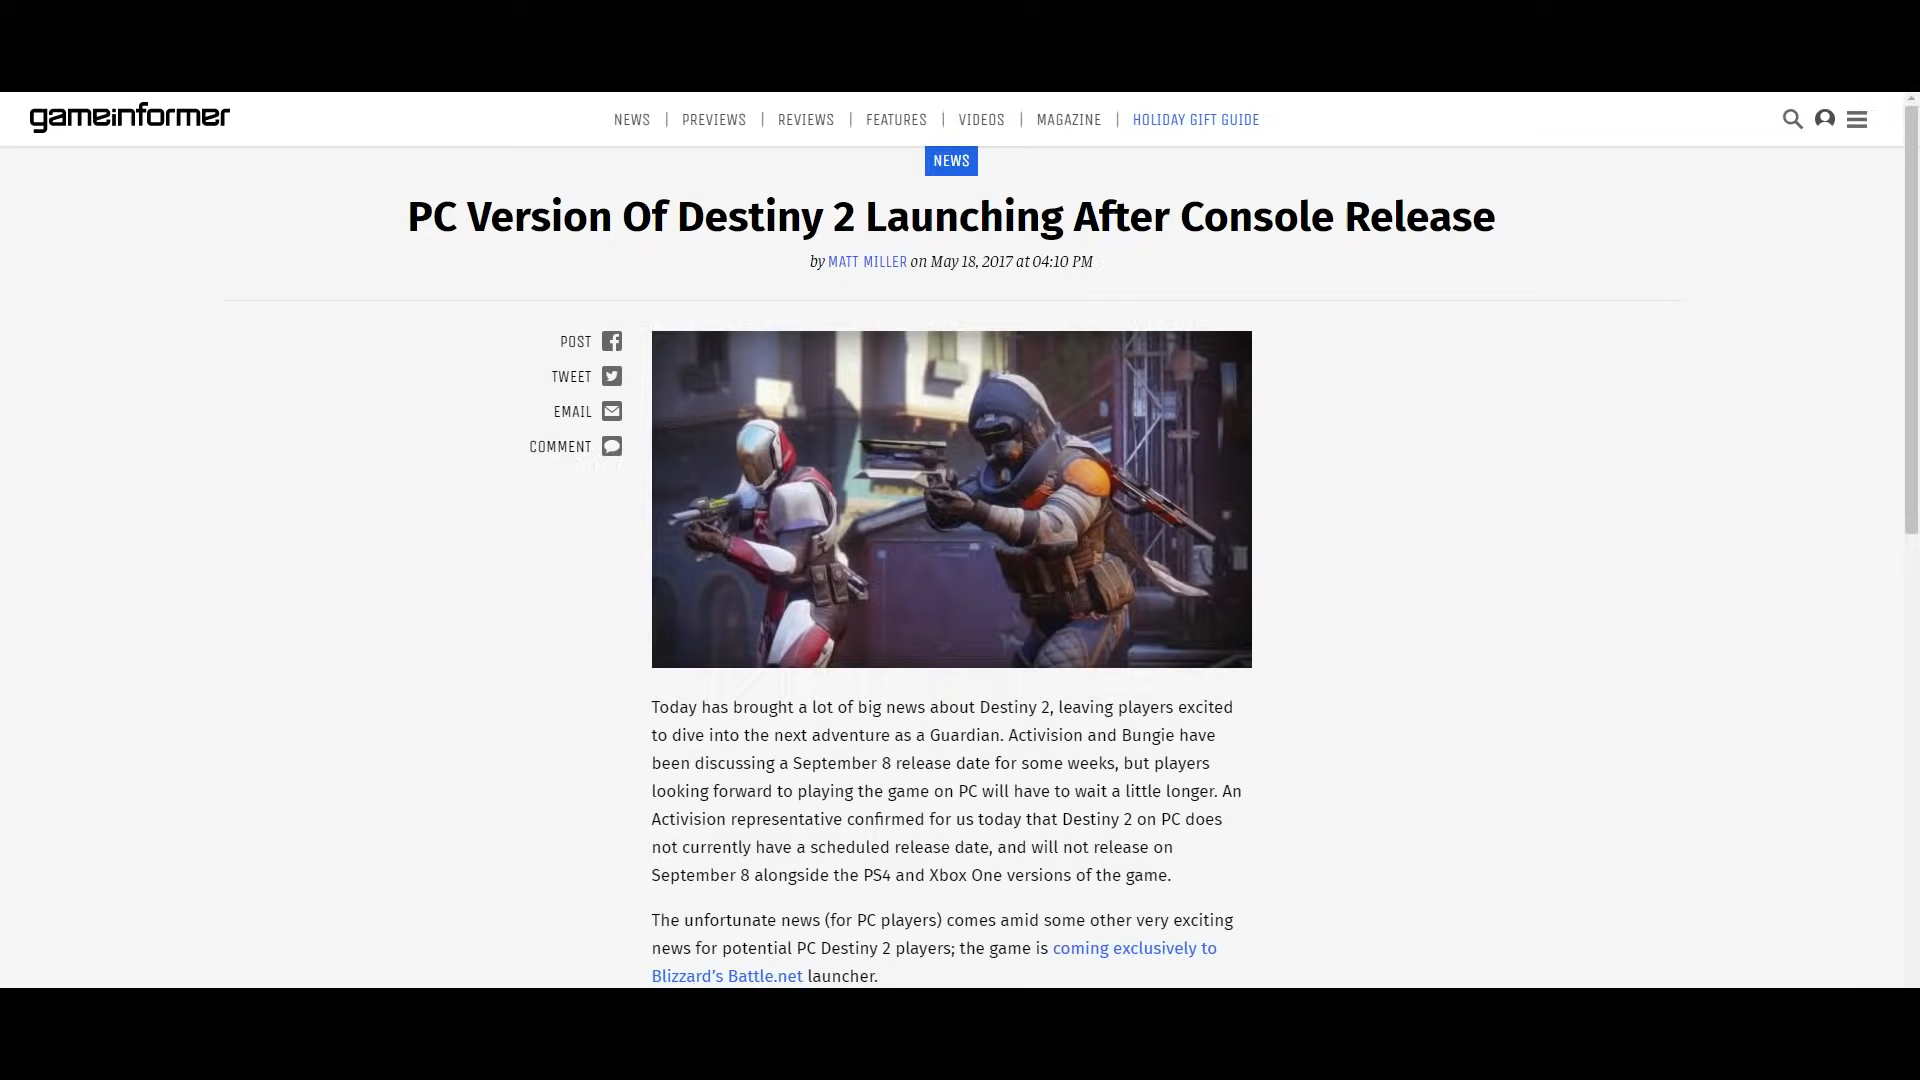 gameinformer
NEWS | PREVIEWS | REVIEWS | FEATURES | VIDEOS | MAGAZINE | HOLIDAY GIFT GUIDE
NEWS
PC Version Of Destiny 2 Launching After Console Release
by MATT MILLER on May 18, 2017 at 04:10 PM
POST
TWEET
EMAIL
COMMENT
Today has brought a lot of big news about Destiny 2, leaving players excited
to dive into the next adventure as a Guardian. Activision and Bungie have
been discussing a September 8 release date for some weeks, but players
looking forward to playing the game on PC will have to wait a little longer. An
Activision representative confirmed for us today that Destiny 2 on PC does
not currently have a scheduled release date, and will not release on
September 8 alongside the PS4 and Xbox One versions of the game.
The unfortunate news (for PC players) comes amid some other very exciting
news for potential PC Destiny 2 players; the game is coming exclusively to
Blizzard's Battle.net launcher.